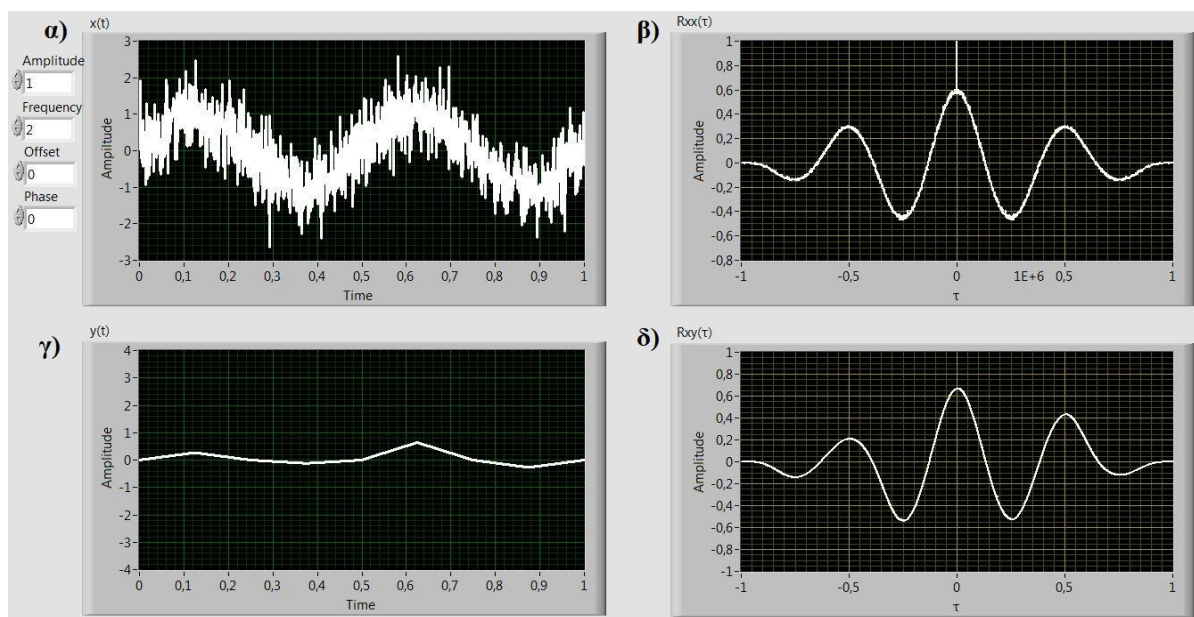 α)
x(t)
Amplitude
1
Frequency
2
Offset
0
Phase
0
Amplitude
3
2
1
0
-1
-2
-3
0 0,1 0,2 0,3 0,4 0,5 0,6 0,7 0,8 0,9 1
Time
β)
Rxx(τ)
Amplitude
1
0,8
0,6
0,4
0,2
0
-0,2
-0,4
-0,6
-0,8
-1 -0,5 0 1E+6 0,5 1
τ
γ)
y(t)
Amplitude
4
3
2
1
0
-1
-2
-3
-4
0 0,1 0,2 0,3 0,4 0,5 0,6 0,7 0,8 0,9 1
Time
δ)
Rxy(τ)
Amplitude
1
0,8
0,6
0,4
0,2
0
-0,2
-0,4
-0,6
-0,8
-1
-1 -0,5 0 0,5 1
τ